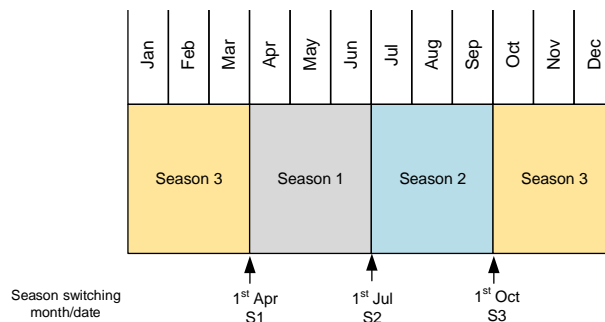 Jan
Feb
Mar
Apr
May
Jun
Jul
Aug
Sep
Oct
Nov
Dec
Season 3
Season 1
Season 2
Season 3
Season switching
month/date
1st Apr
S1
1st Jul
S2
1st Oct
S3